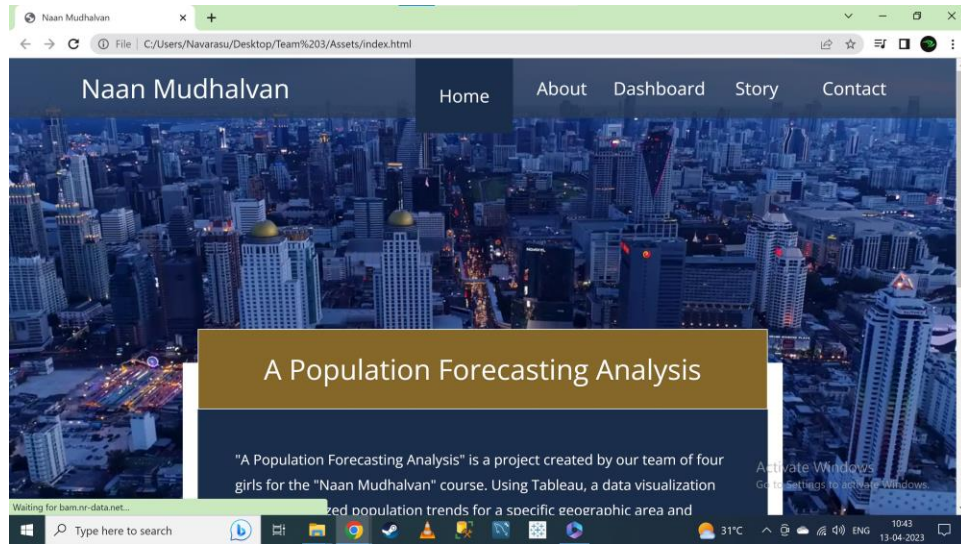 Naan Mudhalvan
File | C:/Users/Navarasu/Desktop/Team%203/Assets/index.html
Naan Mudhalvan Home About Dashboard Story Contact
A Population Forecasting Analysis
"A Population Forecasting Analysis" is a project created by our team of four
girls for the "Naan Mudhalvan" course. Using Tableau, a data visualization
zed population trends for a specific geographic area and
Activate Windows
Go to Settings to activate Windows.
Waiting for bam.nr-data.net...
Type here to search
31°C
ENG
10:43
13-04-2023